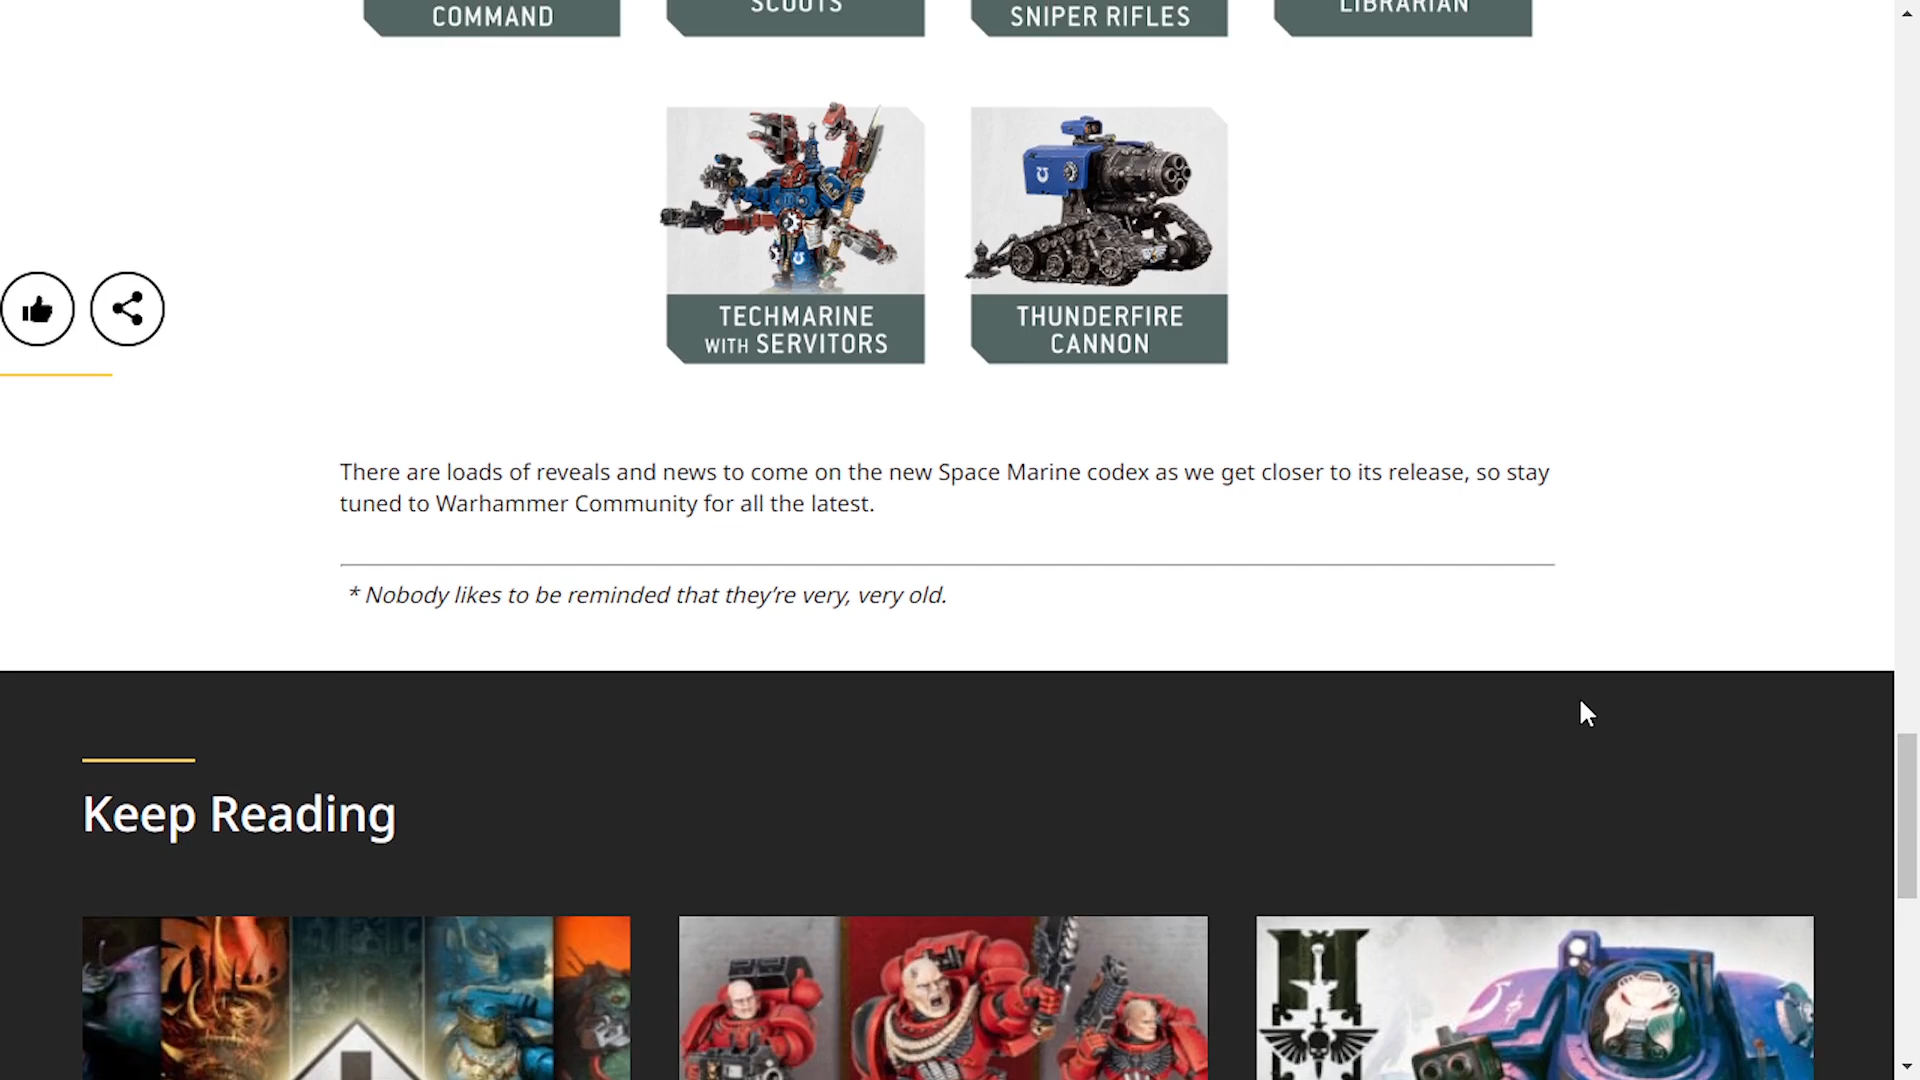 COMMAND
SCOUTS
SNIPER RIFLES
LIBRARIAN
TECHMARINE
WITH SERVITORS
THUNDERFIRE
CANNON
There are loads of reveals and news to come on the new Space Marine codex as we get closer to its release, so stay
tuned to Warhammer Community for all the latest.
* Nobody likes to be reminded that they’re very, very old.
Keep Reading